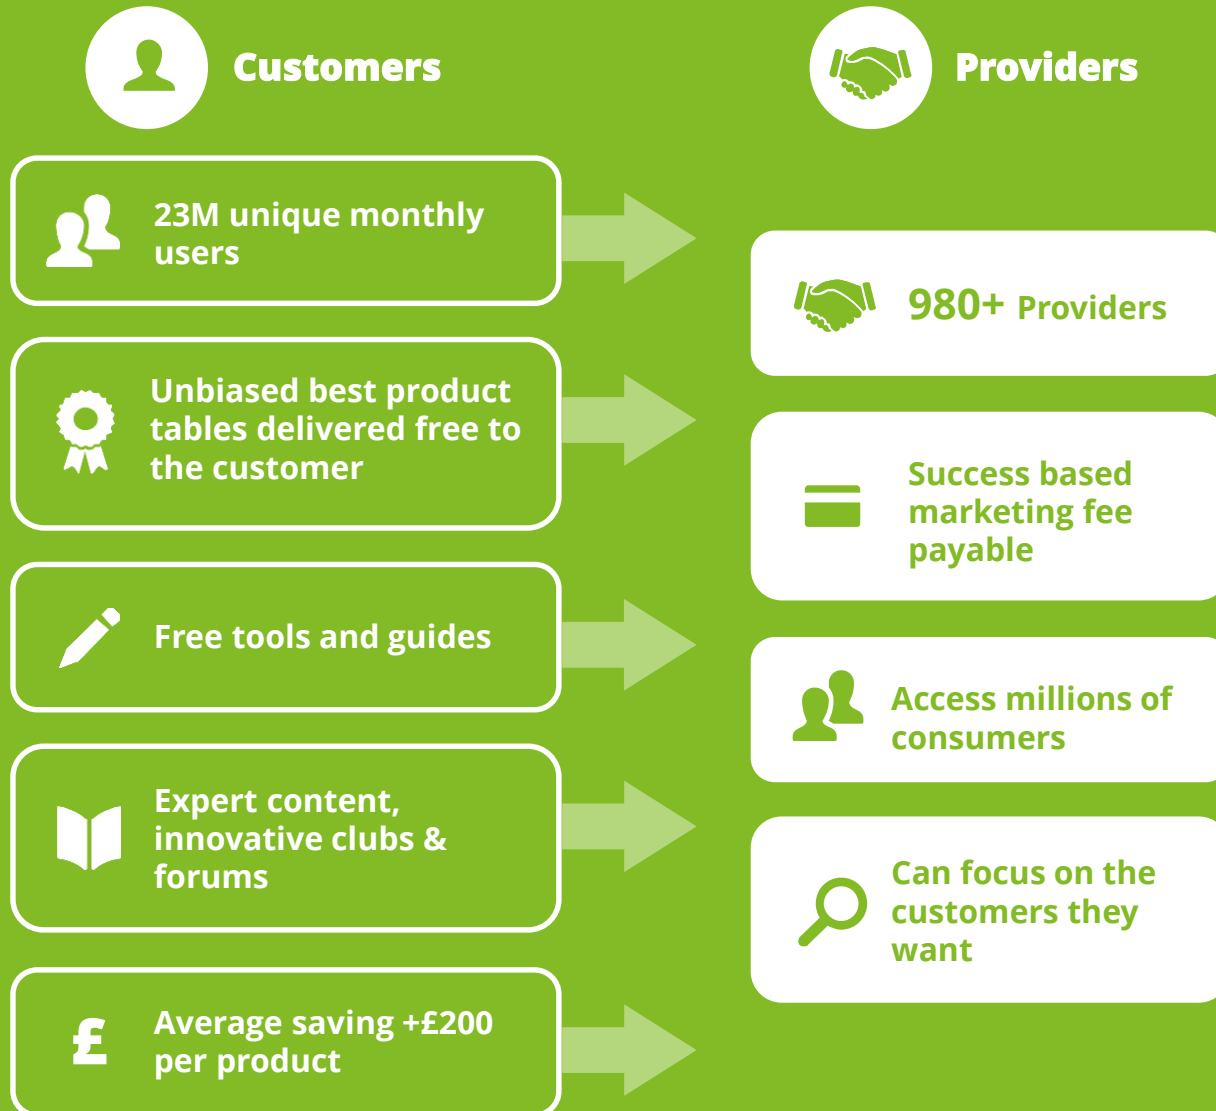 Customers
23M unique monthly
users
Unbiased best product
tables delivered free to
the customer
Free tools and guides
Expert content,
innovative clubs &
forums
£
Average saving +£200
per product
Providers
980+ Providers
Success based
marketing fee
payable
Access millions of
consumers
Can focus on the
customers they
want